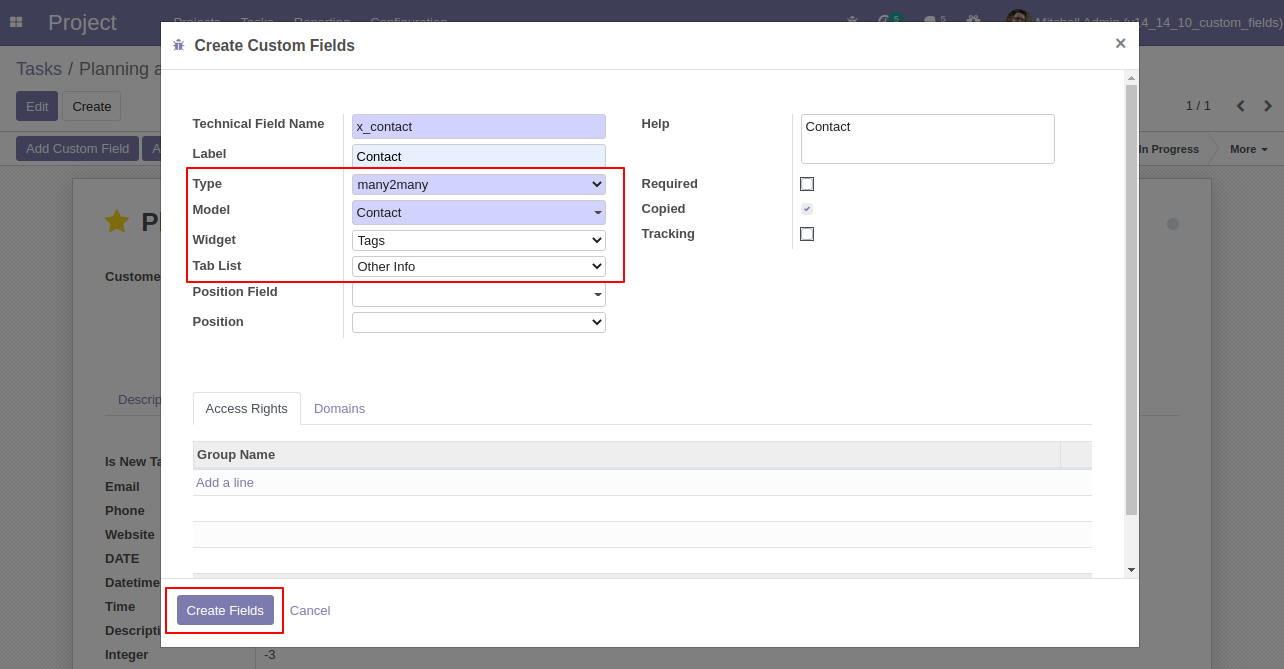 Project Projects Tasks Reporting Configuration 5 5 Mitchell Admin (v14_14_10_custom_fields)
Create Custom Fields ×
Tasks / Planning a
Edit Create 1 / 1
Add Custom Field A In Progress More
Technical Field Name x_contact Help Contact
Label Contact
Type many2many Required
Model Contact Copied
Widget Tags Tracking
Tab List Other Info
Position Field
Position
Pl
Custome
Descrip
Access Rights Domains
Group Name
Add a line
Is New Ta
Email
Phone
Website
DATE
Datetime
Time
Descripti
Integer -3
Create Fields Cancel